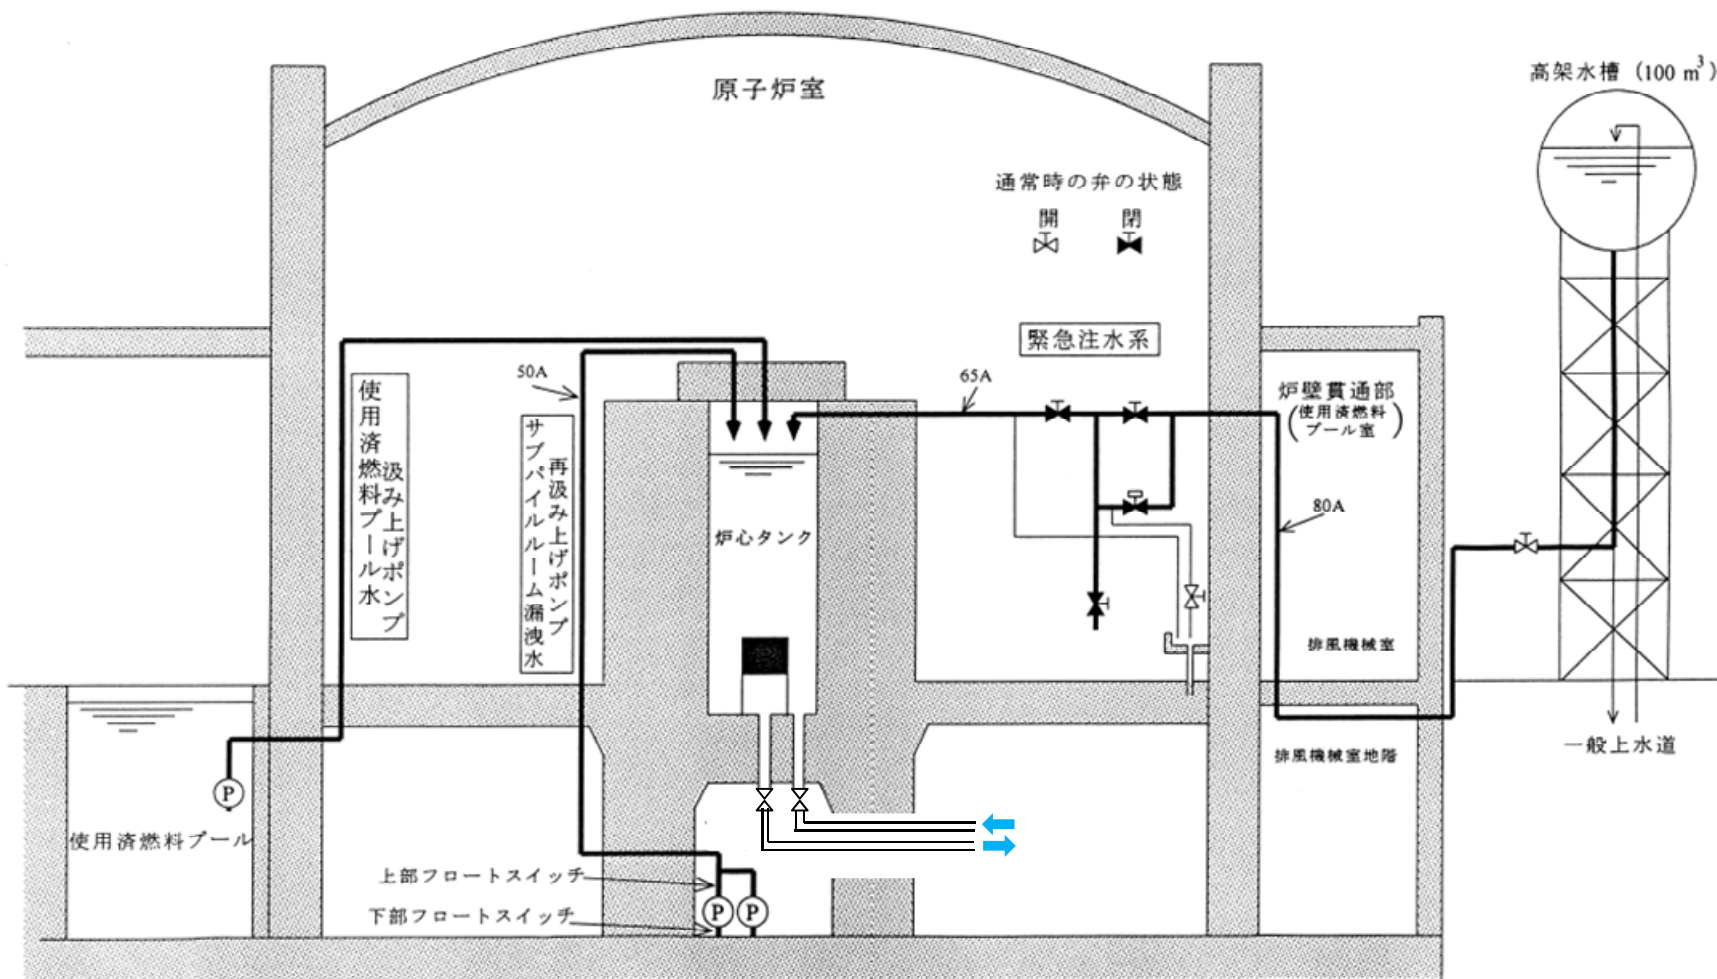 原子炉室
高架水槽 (100 m³)
通常時の弁の状態
開 閉
緊急注水系
50A
65A
炉壁貫通部
(使用済燃料
プール室)
80A
使用済燃料プール水
汲み上げポンプ
サブパイルルーム漏洩水
再汲み上げポンプ
炉心タンク
排風機械室
一般上水道
排風機械室地階
P
使用済燃料プール
上部フロートスイッチ
下部フロートスイッチ
P P